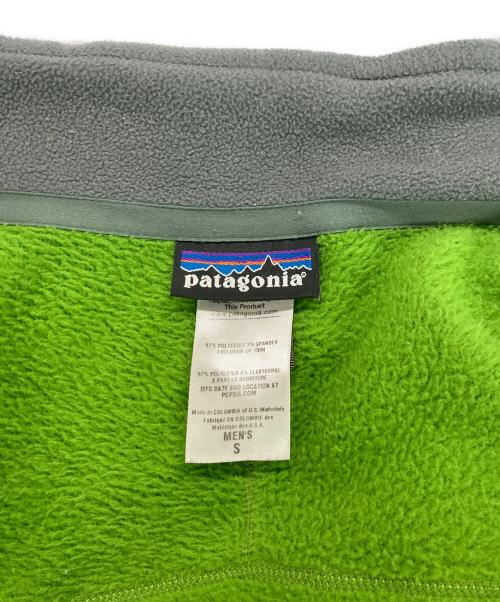 patagonia®
This Product
www.patagonia.com
97% POLYESTER 3% SPANDEX
EXCLUSIVE OF TRIM
97% POLYESTER 3% ELASTHANNE
À PART LA GARNITURE
MFG DATE AND LOCATION AT
PCPSIA.COM
Made in COLOMBIA of U.S. Materials
Fabriqué EN COLOMBIE des
Matériaux des U.S.A.
MEN'S
S